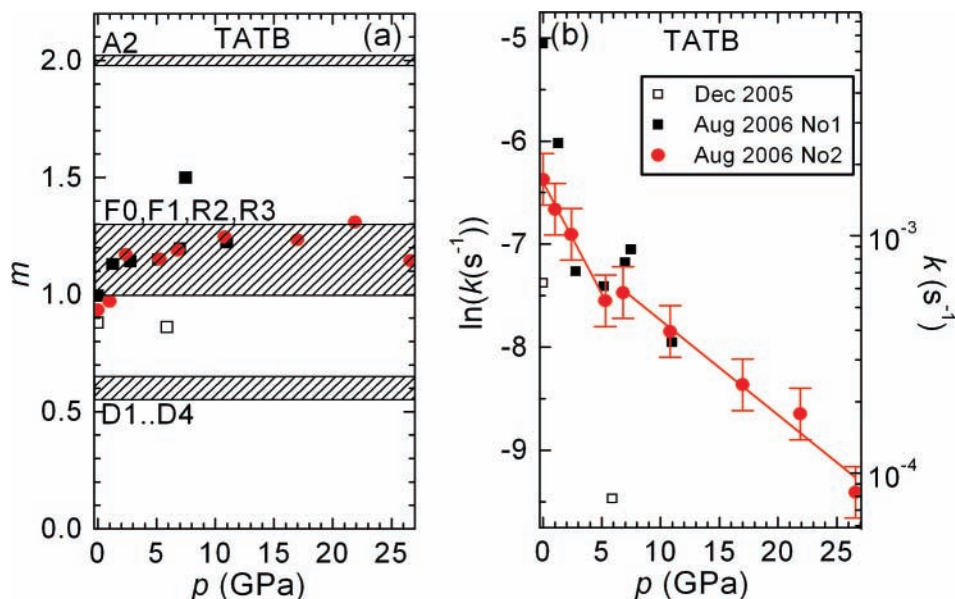 A2 TATB (a)
2.0
1.5
F0,F1,R2,R3
1.0
D1..D4
0.5
0.0
m
0 5 10 15 20 25
p (GPa)
(b) TATB
-5
-6
-7
-8
-9
ln(k(s⁻¹))
Dec 2005
Aug 2006 No1
Aug 2006 No2
10⁻³
10⁻⁴
k (s⁻¹)
0 5 10 15 20 25
p (GPa)